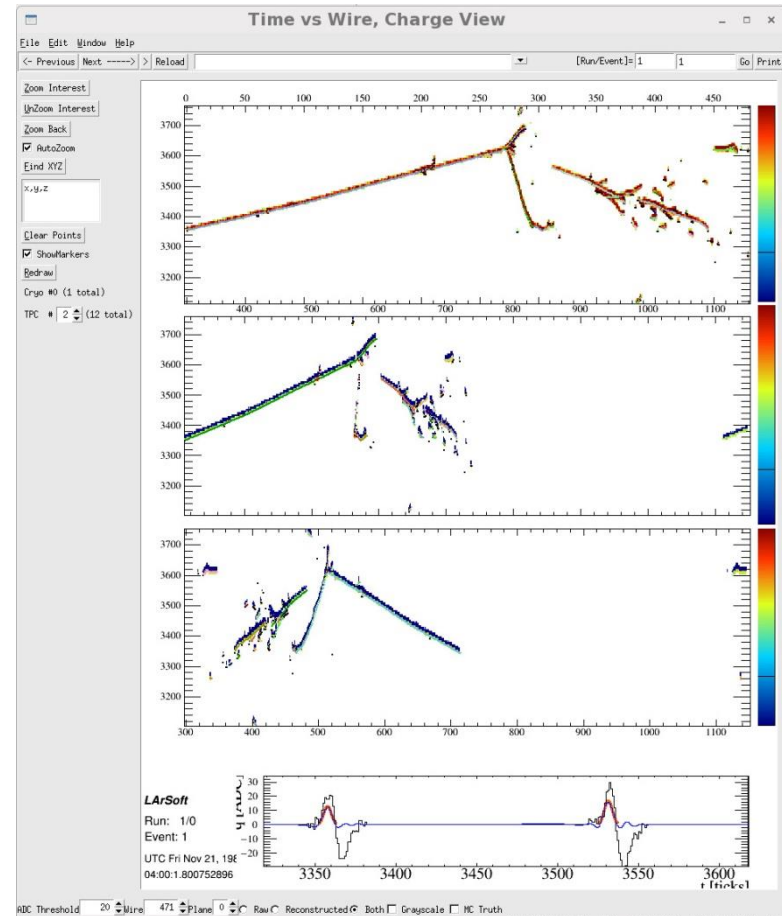 Time vs Wire, Charge View
File Edit Window Help
<- Previous Next -----> > Reload [Run/Event]= 1 1 Go Print
Zoom Interest
UnZoom Interest
Zoom Back
AutoZoom
Find XYZ
x,y,z
Clear Points
ShowMarkers
Redraw
Cryo #0 (1 total)
TPC # 2 (12 total)
0 50 100 150 200 250 300 350 400 450
3700
3600
3500
3400
3300
3200
400 500 600 700 800 900 1000 1100
3700
3600
3500
3400
3300
3200
3700
3600
3500
3400
3300
3200
300 400 500 600 700 800 900 1000 1100
LArSoft
Run: 1/0
Event: 1
UTC Fri Nov 21, 198
04:00:1.800752896
30
20
10
0
−10
−20
3350 3400 3450 3500 3550 3600
t [ticks]
ADC Threshold 20 Wire 471 Plane 0 Raw Reconstructed Both Grayscale MC Truth